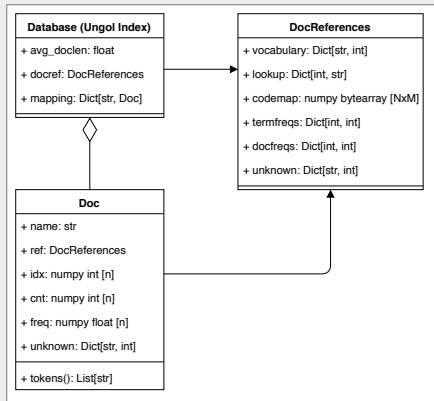 Database (Ungol Index)
+ avg_doclen: float
+ docref: DocReferences
+ mapping: Dict[str, Doc]
DocReferences
+ vocabulary: Dict[str, int]
+ lookup: Dict[int, str]
+ codemap: numpy bytearray [NxM]
+ termfreqs: Dict[int, int]
+ docfreqs: Dict[int, int]
+ unknown: Dict[str, int]
Doc
+ name: str
+ ref: DocReferences
+ idx: numpy int [n]
+ cnt: numpy int [n]
+ freq: numpy float [n]
+ unknown: Dict[str, int]
+ tokens(): List[str]